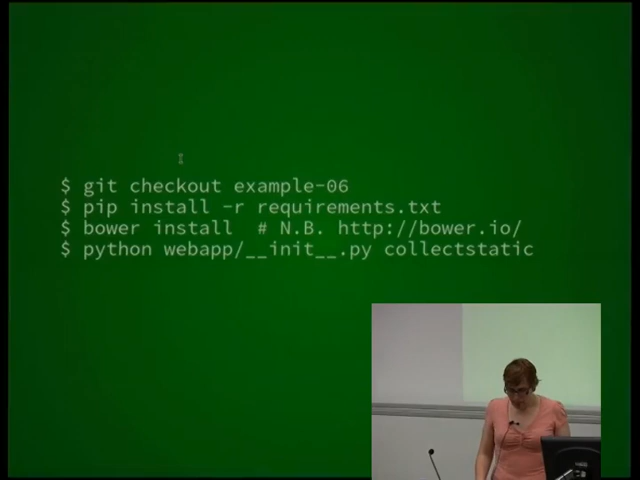 $ git checkout example-06
$ pip install -r requirements.txt
$ bower install  # N.B. http://bower.io/
$ python webapp/__init__.py collectstatic